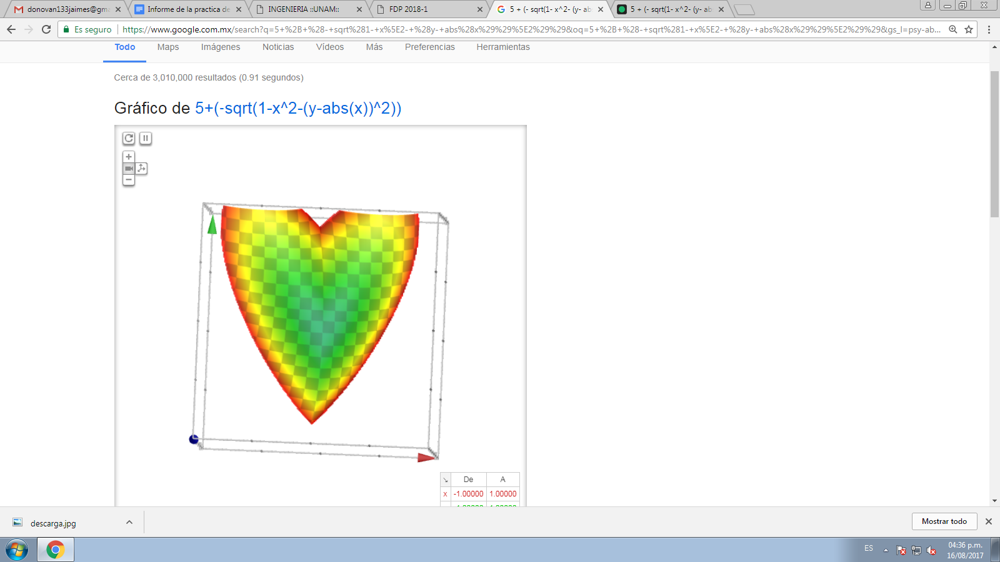 donovan133jaimes@gma
Informe de la practica de
INGENIERIA ::UNAM::
FDP 2018-1
5 + (- sqrt(1- x^2- (y- ab
5 + (- sqrt(1- x^2- (y- ab
Es seguro
https://www.google.com.mx/search?q=5+%2B+%28-+sqrt%281-+x%5E2-+%28y-+abs%28x%29%29%5E2%29%29&oq=5+%2B+%28-+sqrt%281-+x%5E2-+%28y-+abs%28x%29%29%5E2%29%29&gs_l=psy-ab...
Todo
Maps
Imágenes
Noticias
Vídeos
Más
Preferencias
Herramientas
Cerca de 3,010,000 resultados (0.91 segundos)
Gráfico de 5+(-sqrt(1-x^2-(y-abs(x))^2))
De A
x -1.00000 1.00000
descarga.jpg
Mostrar todo
ES
04:36 p.m.
16/08/2017